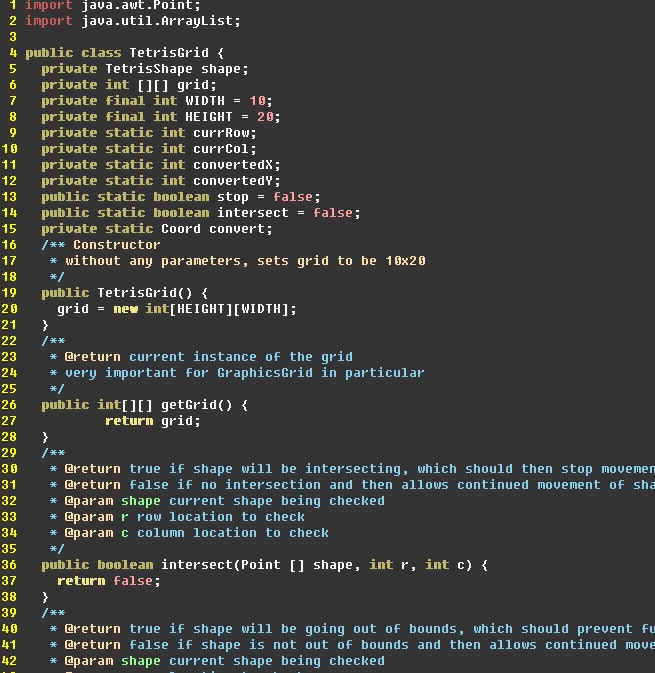 1 import java.awt.Point;
2 import java.util.ArrayList;
3
4 public class TetrisGrid {
5   private TetrisShape shape;
6   private int [][] grid;
7   private final int WIDTH = 10;
8   private final int HEIGHT = 20;
9   private static int currRow;
10   private static int currCol;
11   private static int convertedX;
12   private static int convertedY;
13   public static boolean stop = false;
14   public static boolean intersect = false;
15   private static Coord convert;
16   /** Constructor
17    * without any parameters, sets grid to be 10x20
18    */
19   public TetrisGrid() {
20     grid = new int[HEIGHT][WIDTH];
21   }
22   /**
23    * @return current instance of the grid
24    * very important for GraphicsGrid in particular
25    */
26   public int[][] getGrid() {
27           return grid;
28   }
29   /**
30    * @return true if shape will be intersecting, which should then stop movemen
31    * @return false if no intersection and then allows continued movement of sha
32    * @param shape current shape being checked
33    * @param r row location to check
34    * @param c column location to check
35    */
36   public boolean intersect(Point [] shape, int r, int c) {
37     return false;
38   }
39   /**
40    * @return true if shape will be going out of bounds, which should prevent fu
41    * @return false if shape is not out of bounds and then allows continued move
42    * @param shape current shape being checked